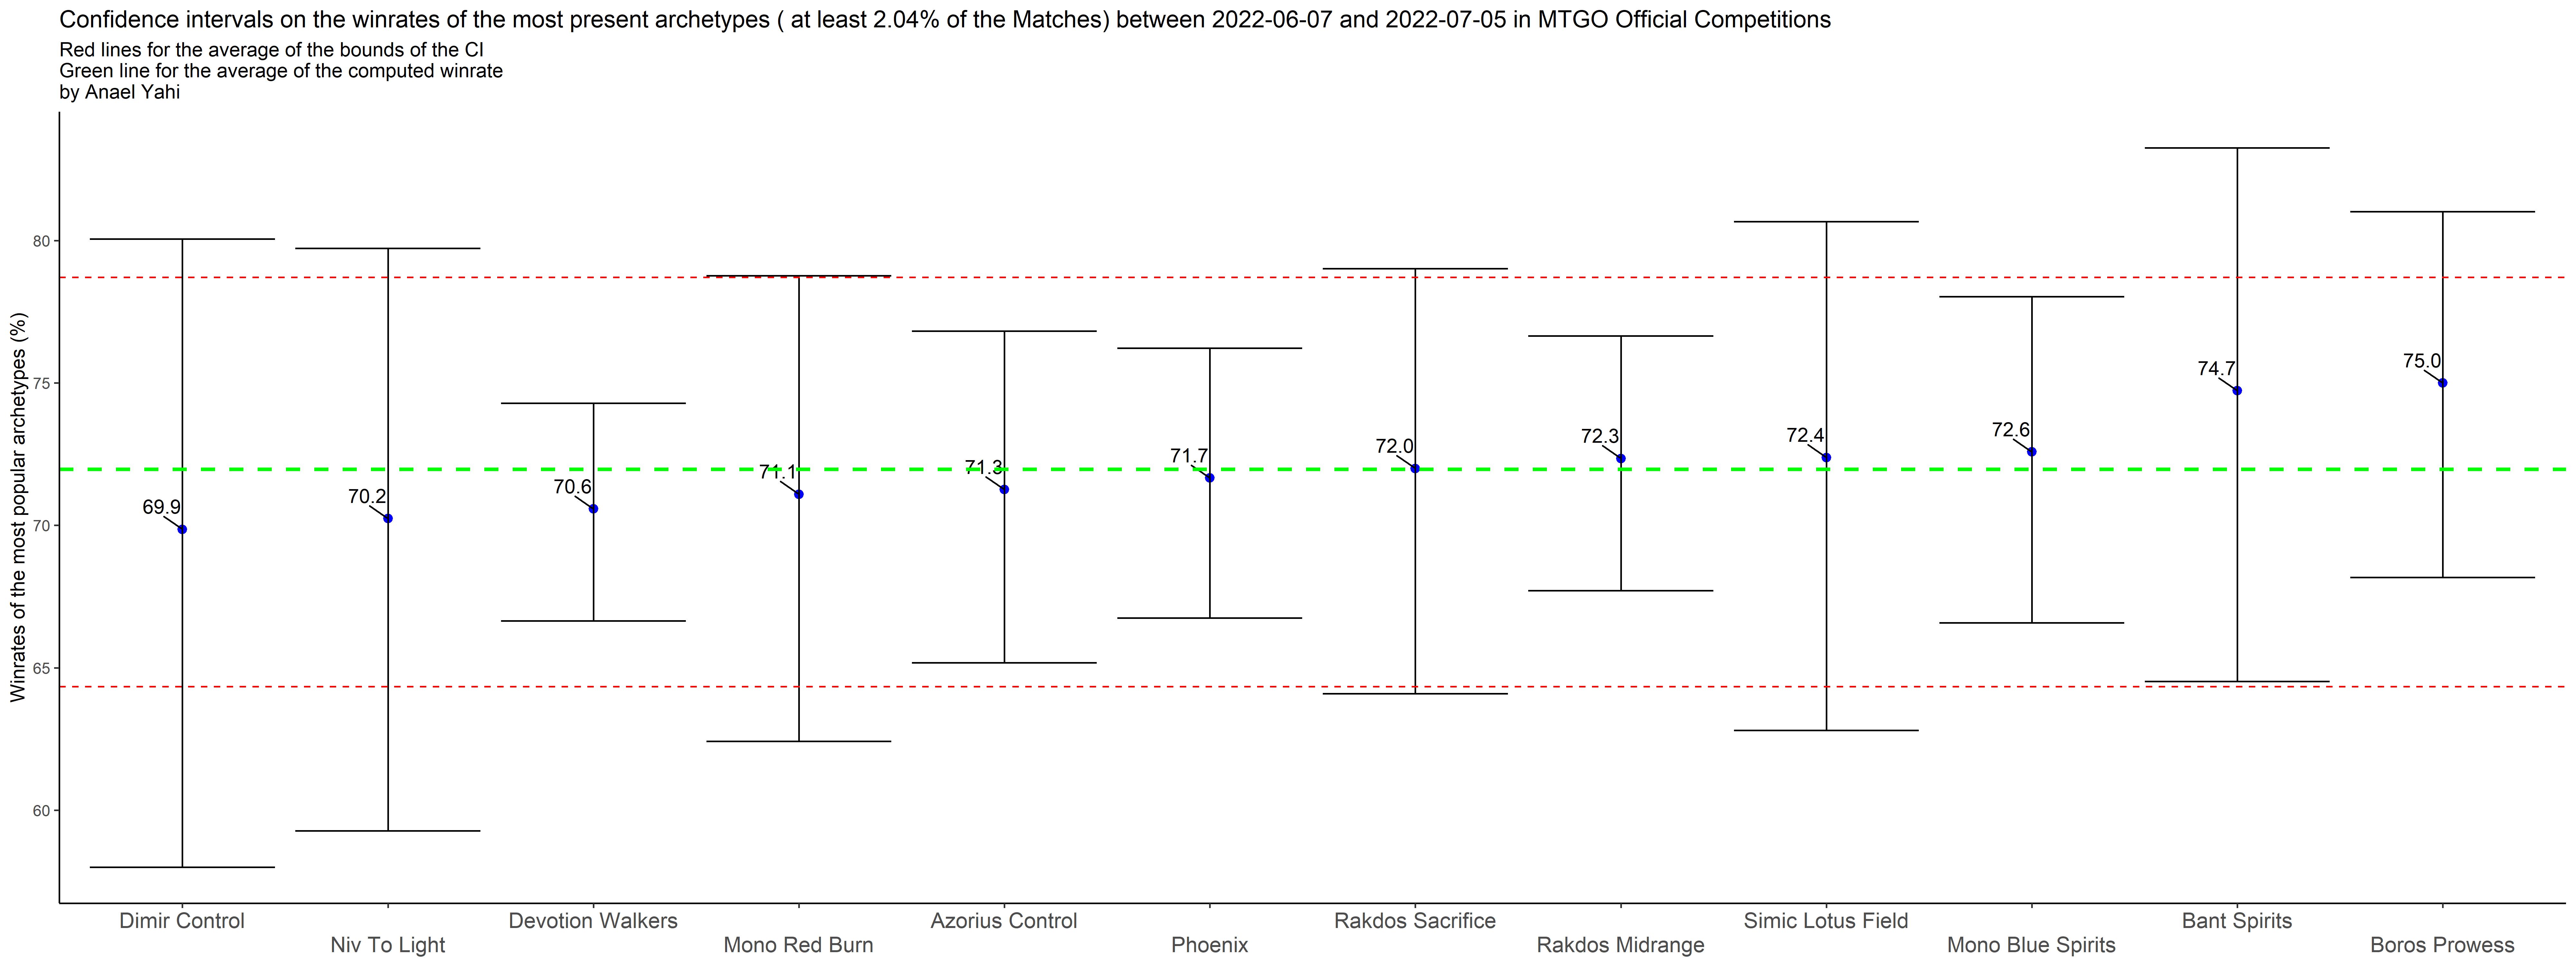 Confidence intervals on the winrates of the most present archetypes ( at least 2.04% of the Matches) between 2022-06-07 and 2022-07-05 in MTGO Official Competitions
Red lines for the average of the bounds of the CI
Green line for the average of the computed winrate
by Anael Yahi
Winrates of the most popular archetypes (%)
80
75
70
65
60
69.9
70.2
70.6
71.1
71.3
71.7
72.0
72.3
72.4
72.6
74.7
75.0
Dimir Control
Niv To Light
Devotion Walkers
Mono Red Burn
Azorius Control
Phoenix
Rakdos Sacrifice
Rakdos Midrange
Simic Lotus Field
Mono Blue Spirits
Bant Spirits
Boros Prowess